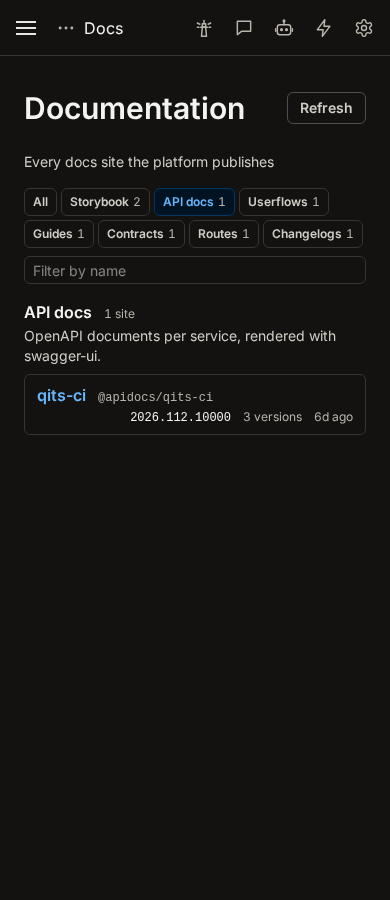 Docs
Documentation
Refresh
Every docs site the platform publishes
All Storybook 2 API docs 1 Userflows 1
Guides 1 Contracts 1 Routes 1 Changelogs 1
Filter by name
API docs 1 site
OpenAPI documents per service, rendered with
swagger-ui.
qits-ci @apidocs/qits-ci
2026.112.10000 3 versions 6d ago